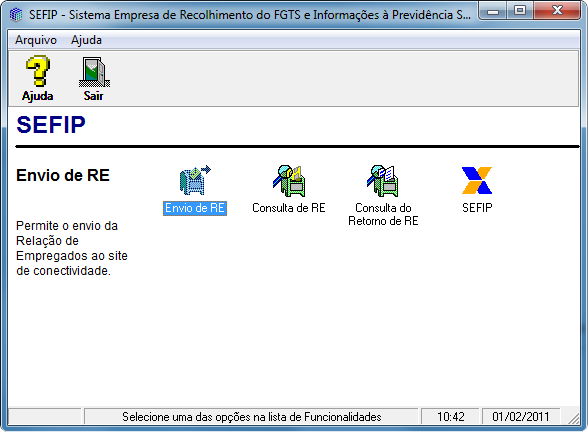 SEFIP - Sistema Empresa de Recolhimento do FGTS e Informações à Previdência S...
Arquivo Ajuda
Ajuda Sair
SEFIP
Envio de RE
Permite o envio da
Relação de
Empregados ao site
de conectividade.
Envio de RE Consulta de RE Consulta do SEFIP
Retorno de RE
Selecione uma das opções na lista de Funcionalidades 10:42 01/02/2011